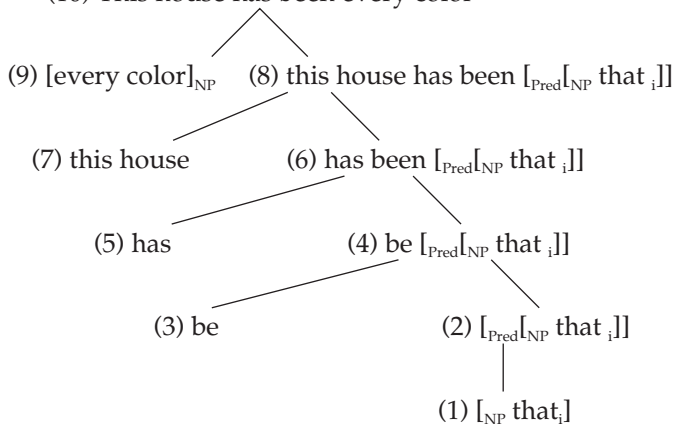 (10) This house has been every color
(9) [every color]NP (8) this house has been [Pred[NP that i]]
(7) this house (6) has been [Pred[NP that i]]
(5) has (4) be [Pred[NP that i]]
(3) be (2) [Pred[NP that i]]
(1) [NP thati]